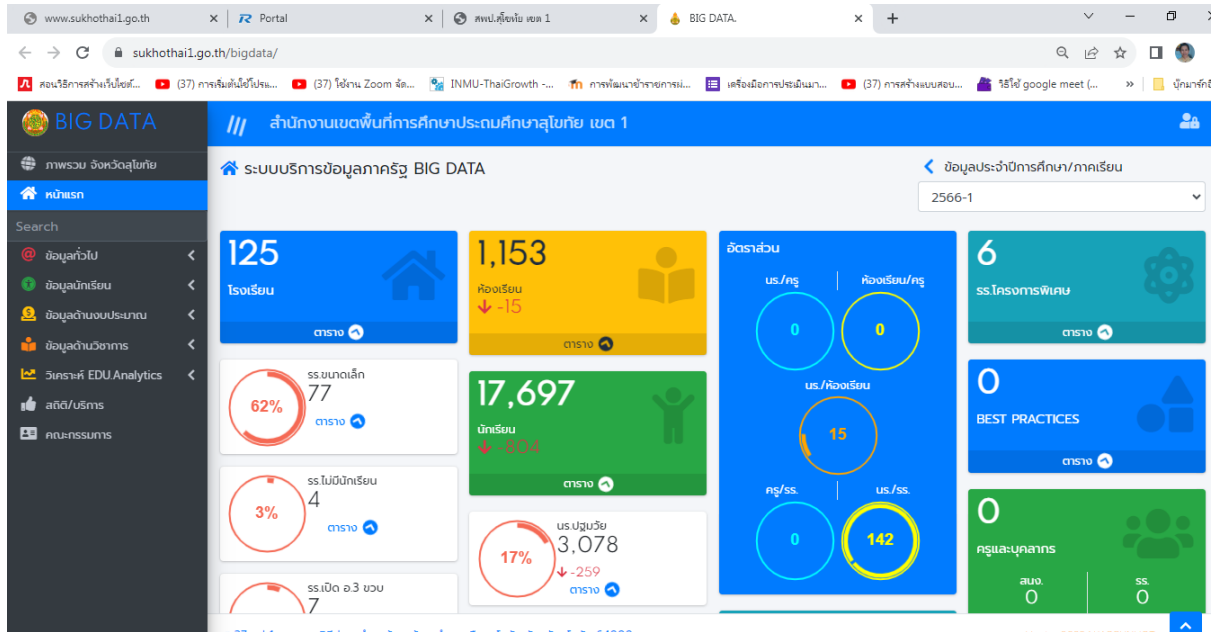 www.sukhothai1.go.th
Portal
สพป.สุโขทัย เขต 1
BIG DATA.
sukhothai1.go.th/bigdata/
สอนวิธีการสร้างเว็บไซต์...
(37) การเริ่มต้นใช้โปรแ...
(37) ใช้งาน Zoom จัด...
INMU-ThaiGrowth -...
การพัฒนาข้าราชการผ่...
เครื่องมือการประเมินมา...
(37) การสร้างแบบสอบ...
วิธีใช้ google meet (...
»
BIG DATA
สำนักงานเขตพื้นที่การศึกษาประถมศึกษาสุโขทัย เขต 1
ภาพรวม จังหวัดสุโขทัย
หน้าแรก
Search
ข้อมูลทั่วไป
ข้อมูลนักเรียน
ข้อมูลด้านงบประมาณ
ข้อมูลด้านวิชาการ
วิเคราะห์ EDU.Analytics
สถิติ/บริการ
คณะกรรมการ
ระบบบริการข้อมูลภาครัฐ BIG DATA
ข้อมูลประจำปีการศึกษา/ภาคเรียน
2566-1
125
โรงเรียน
ตาราง
62%
รร.ขนาดเล็ก
77
ตาราง
3%
รร.ไม่มีนักเรียน
4
ตาราง
รร.เปิด อ.3 ขวบ
7
1,153
ห้องเรียน
-15
ตาราง
17,697
นักเรียน
-804
ตาราง
17%
นร.ปฐมวัย
3,078
-259
ตาราง
อัตราส่วน
นร./ครู
ห้องเรียน/ครู
0
0
นร./ห้องเรียน
15
ครู/รร.
นร./รร.
0
142
6
รร.โครงการพิเศษ
ตาราง
0
BEST PRACTICES
ตาราง
0
ครูและบุคลากร
สนง.
รร.
0
0